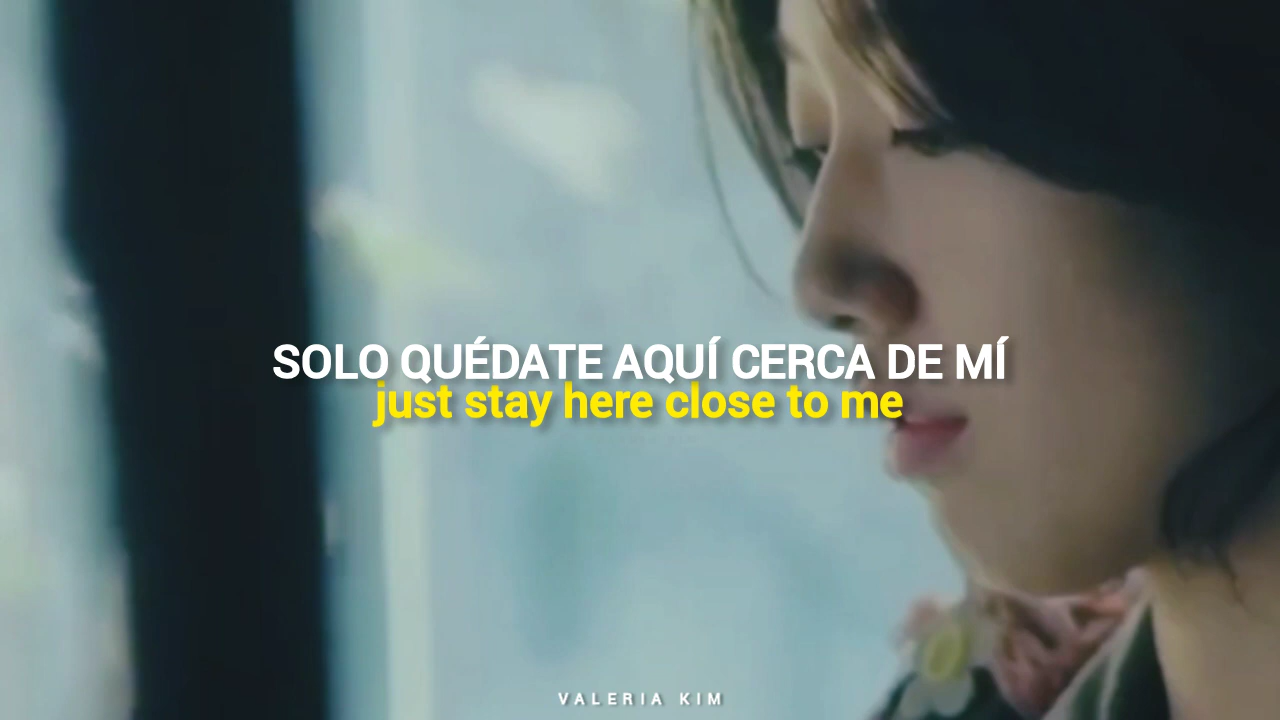 SOLO QUÉDATE AQUÍ CERCA DE MÍ
just stay here close to me
VALERIA KIM